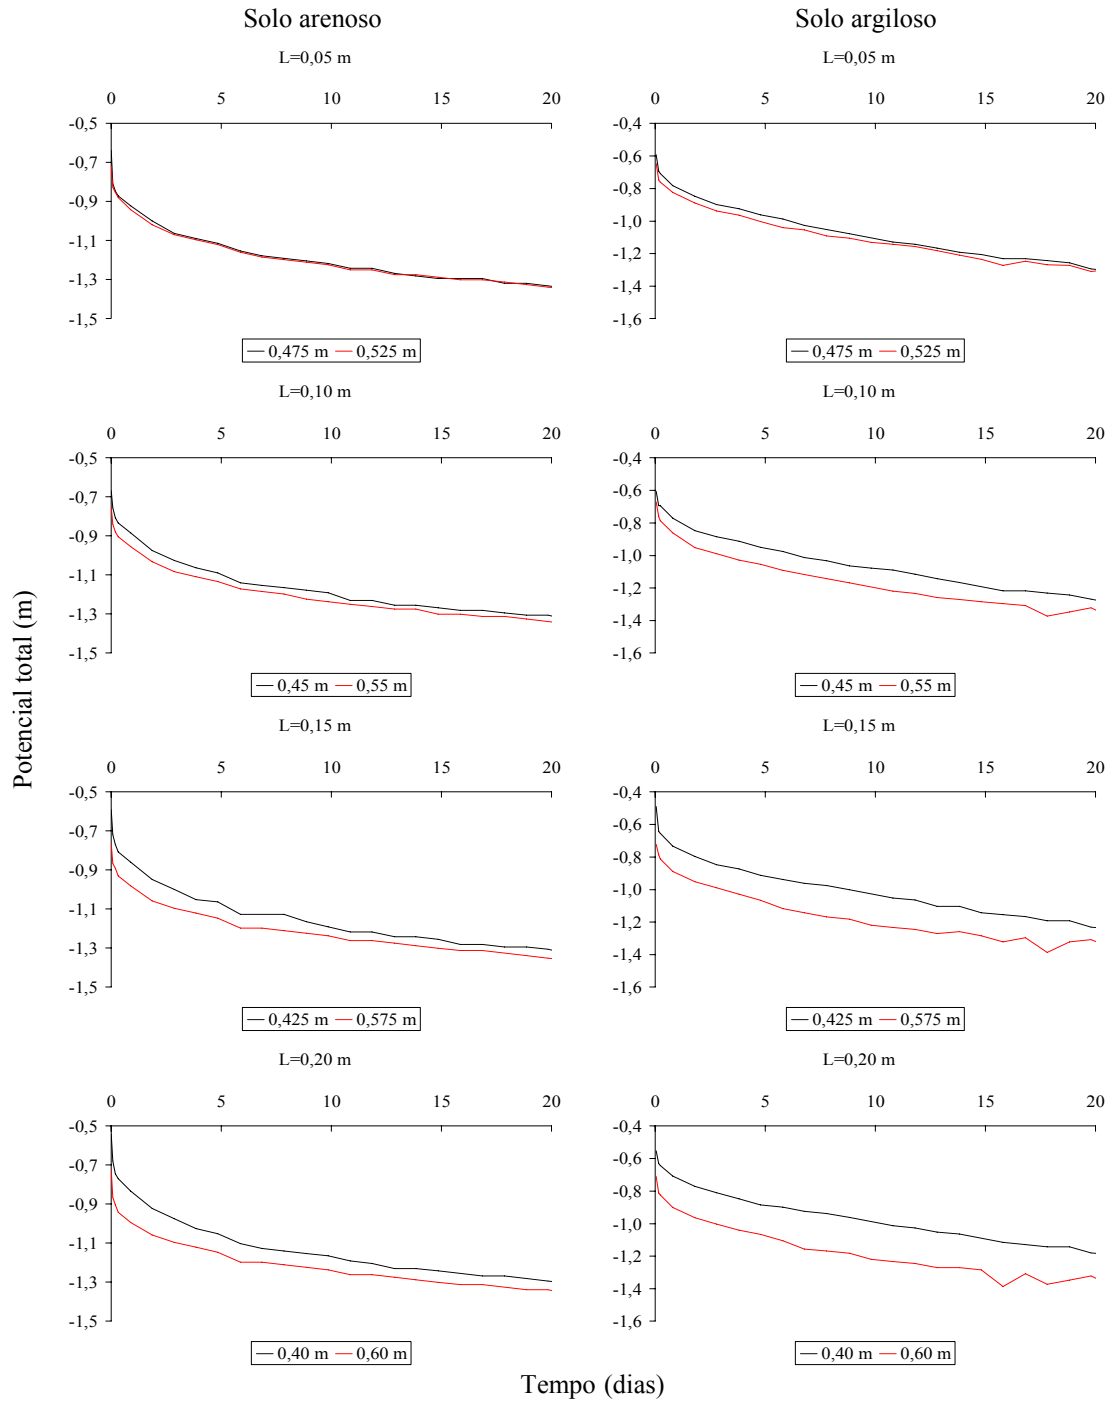 Solo arenoso
Solo argiloso
L=0,05 m
L=0,05 m
0 5 10 15 20
0 5 10 15 20
-0,5
-0,7
-0,9
-1,1
-1,3
-1,5
-0,4
-0,6
-0,8
-1,0
-1,2
-1,4
-1,6
0,475 m 0,525 m
0,475 m 0,525 m
L=0,10 m
L=0,10 m
0 5 10 15 20
0 5 10 15 20
-0,5
-0,7
-0,9
-1,1
-1,3
-1,5
-0,4
-0,6
-0,8
-1,0
-1,2
-1,4
-1,6
0,45 m 0,55 m
0,45 m 0,55 m
Potencial total (m)
L=0,15 m
L=0,15 m
0 5 10 15 20
0 5 10 15 20
-0,5
-0,7
-0,9
-1,1
-1,3
-1,5
-0,4
-0,6
-0,8
-1,0
-1,2
-1,4
-1,6
0,425 m 0,575 m
0,425 m 0,575 m
L=0,20 m
L=0,20 m
0 5 10 15 20
0 5 10 15 20
-0,5
-0,7
-0,9
-1,1
-1,3
-1,5
-0,4
-0,6
-0,8
-1,0
-1,2
-1,4
-1,6
0,40 m 0,60 m
0,40 m 0,60 m
Tempo (dias)